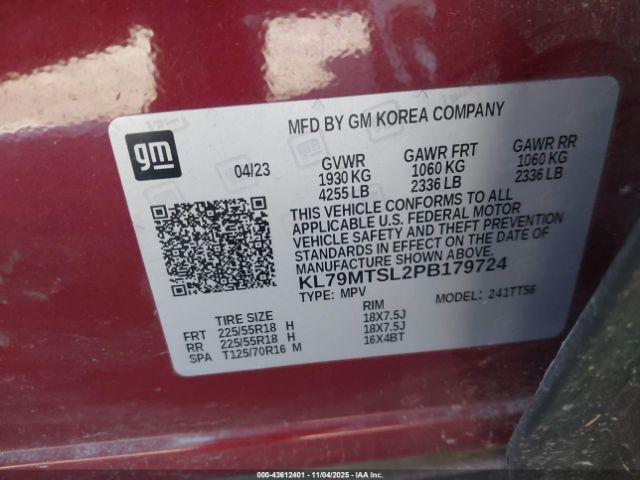 MFD BY GM KOREA COMPANY
gm
04/23
GVWR
1930 KG
4255 LB
GAWR FRT
1060 KG
2336 LB
GAWR RR
1060 KG
2336 LB
THIS VEHICLE CONFORMS TO ALL
APPLICABLE U.S. FEDERAL MOTOR
VEHICLE SAFETY AND THEFT PREVENTION
STANDARDS IN EFFECT ON THE DATE OF
MANUFACTURE SHOWN ABOVE.
KL79MTSL2PB179724
TYPE: MPV
MODEL: 241TT56
TIRE SIZE
RIM
FRT 225/55R18 H 18X7.5J
RR 225/55R18 H 18X7.5J
SPA T125/70R16 M 16X4BT
000-43612401 - 11/04/2025 - IAAI.COM